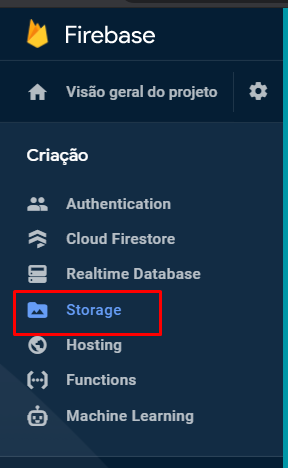 Firebase
Visão geral do projeto
Criação
Authentication
Cloud Firestore
Realtime Database
Storage
Hosting
Functions
Machine Learning